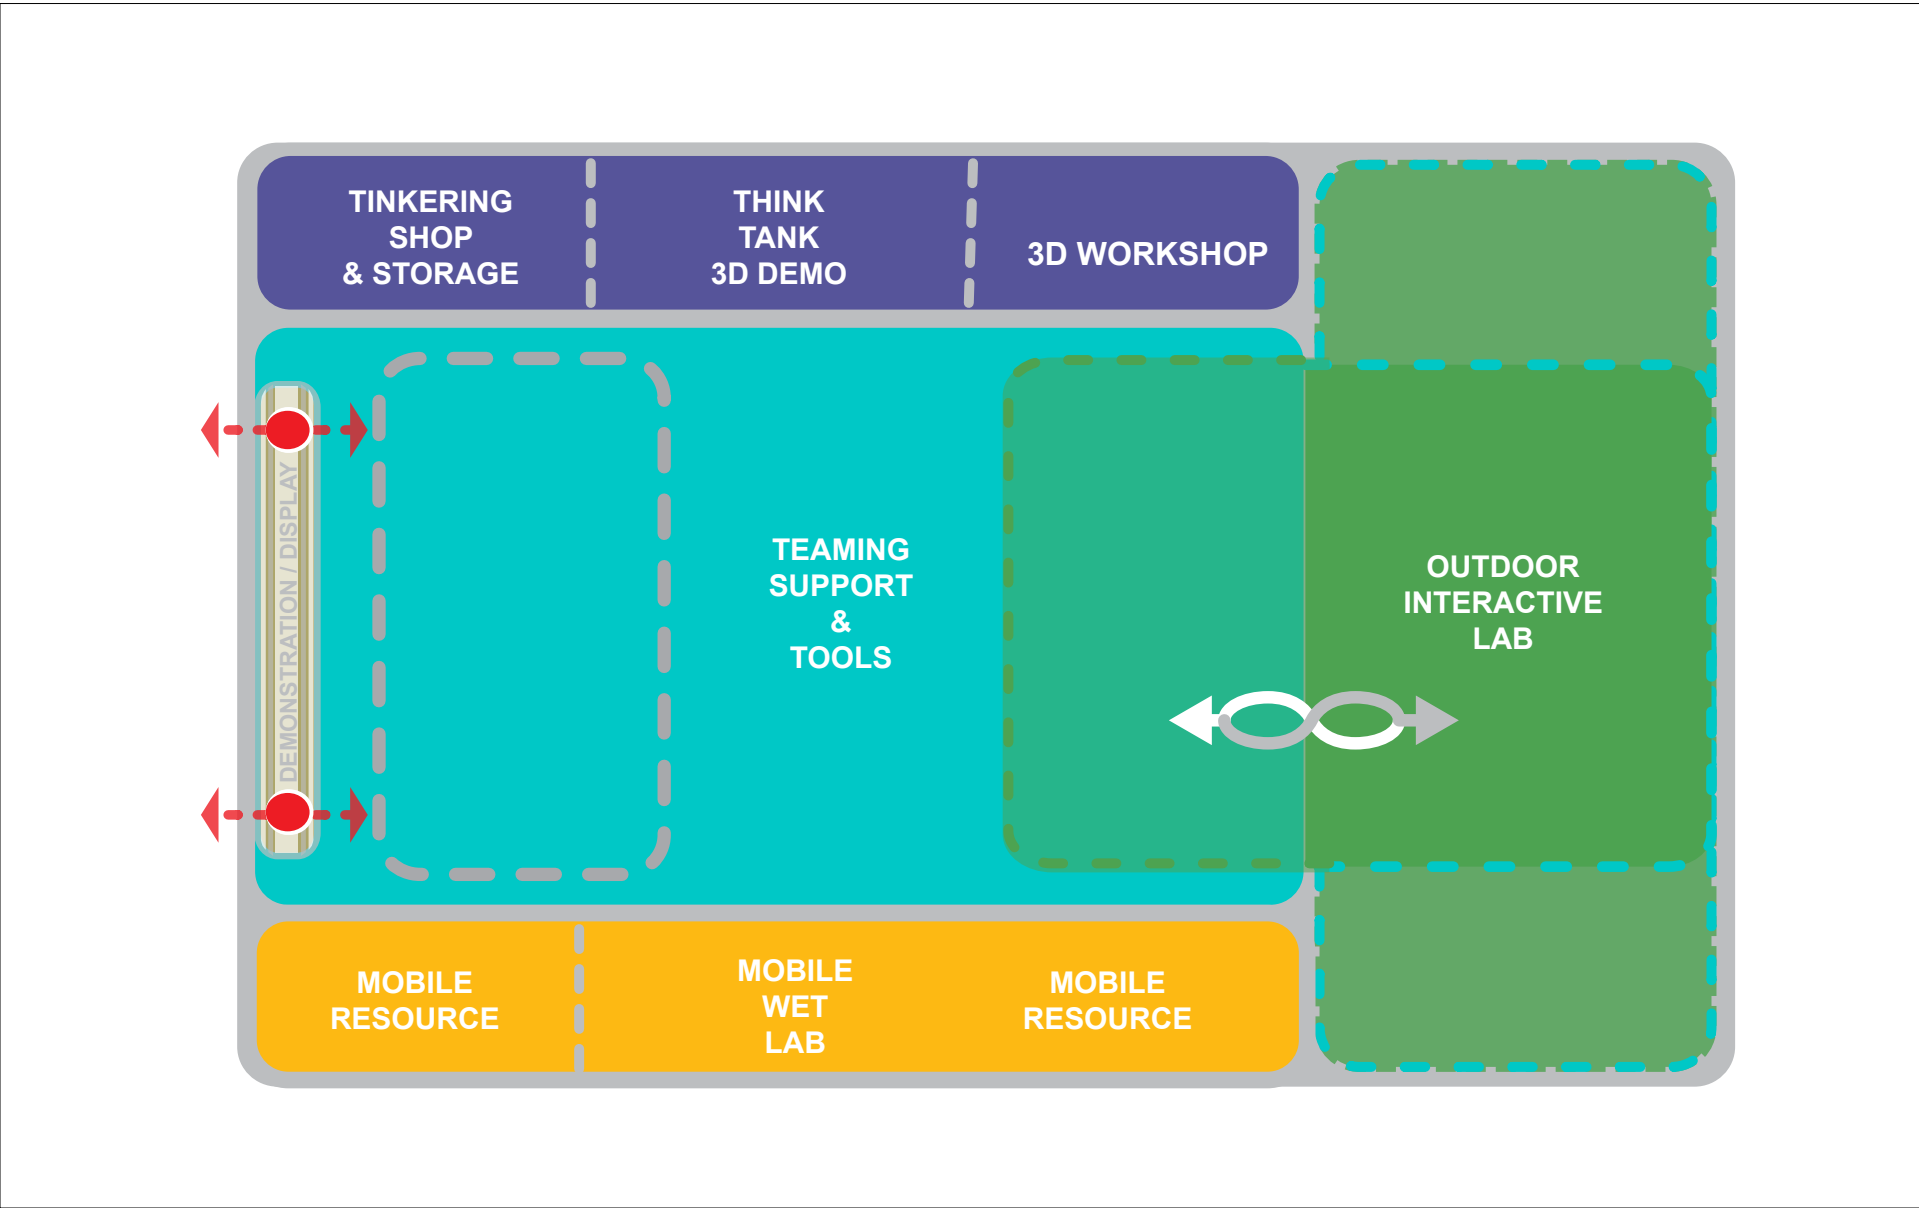 TINKERING
SHOP
& STORAGE
THINK
TANK
3D DEMO
3D WORKSHOP
DEMONSTRATION / DISPLAY
TEAMING
SUPPORT
&
TOOLS
OUTDOOR
INTERACTIVE
LAB
MOBILE
RESOURCE
MOBILE
WET
LAB
MOBILE
RESOURCE